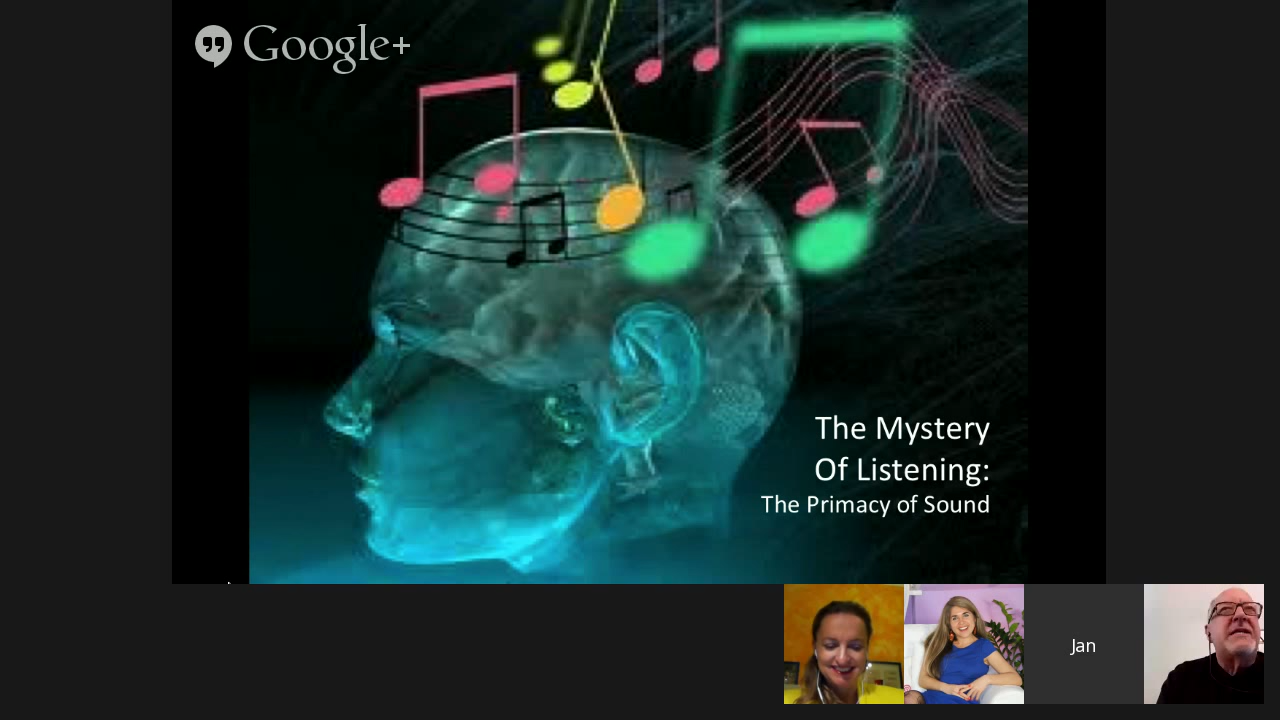 Google+
The Mystery
Of Listening:
The Primacy of Sound
Jan